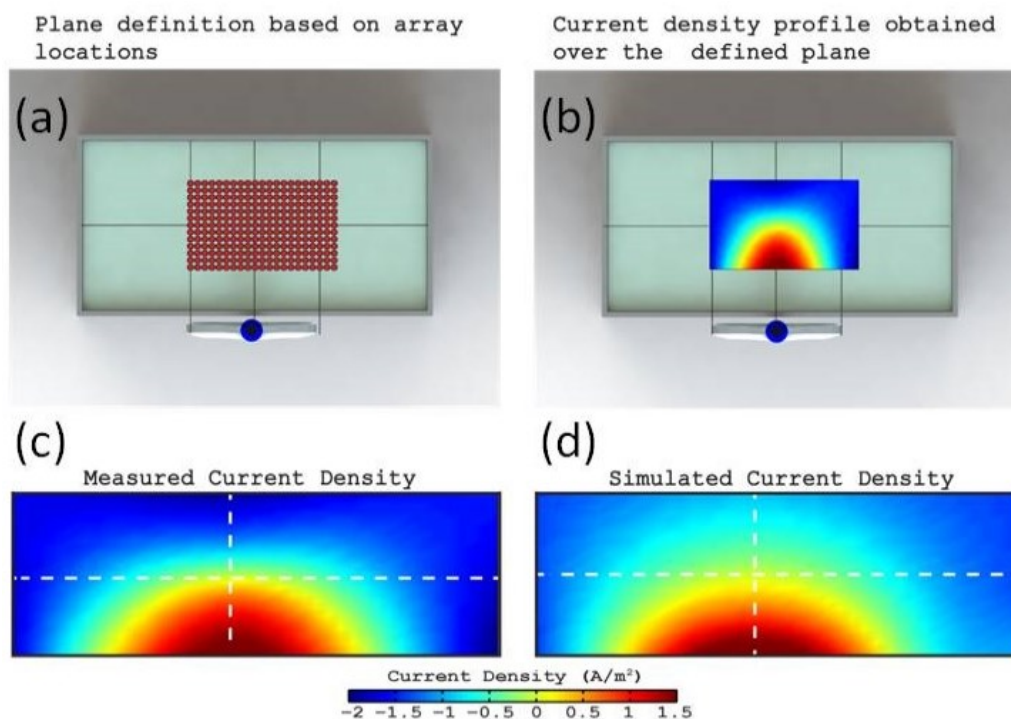 Plane definition based on array
locations
Current density profile obtained
over the defined plane
(a)
(b)
(c)
(d)
Measured Current Density
Simulated Current Density
Current Density (A/m²)
−2 −1.5 −1 −0.5 0 0.5 1 1.5